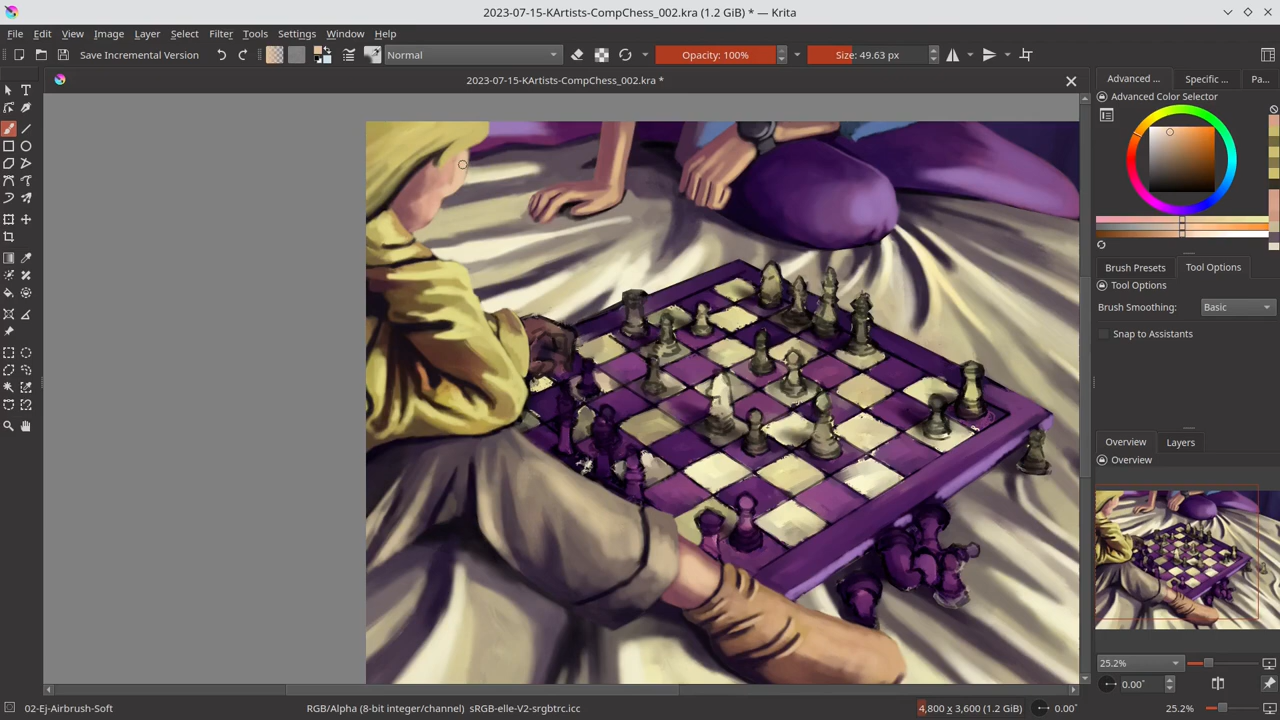 2023-07-15-KArtists-CompChess_002.kra (1.2 GiB) * — Krita
File Edit View Image Layer Select Filter Tools Settings Window Help
Save Incremental Version Normal Opacity: 100% Size: 49.63 px
2023-07-15-KArtists-CompChess_002.kra *
Advanced ... Specific ... Pa...
Advanced Color Selector
Brush Presets Tool Options
Tool Options
Brush Smoothing: Basic
Snap to Assistants
Overview Layers
Overview
25.2%
0.00°
02-Ej-Airbrush-Soft RGB/Alpha (8-bit integer/channel) sRGB-elle-V2-srgbtrc.icc 4,800 x 3,600 (1.2 GiB) 0.00° 25.2%